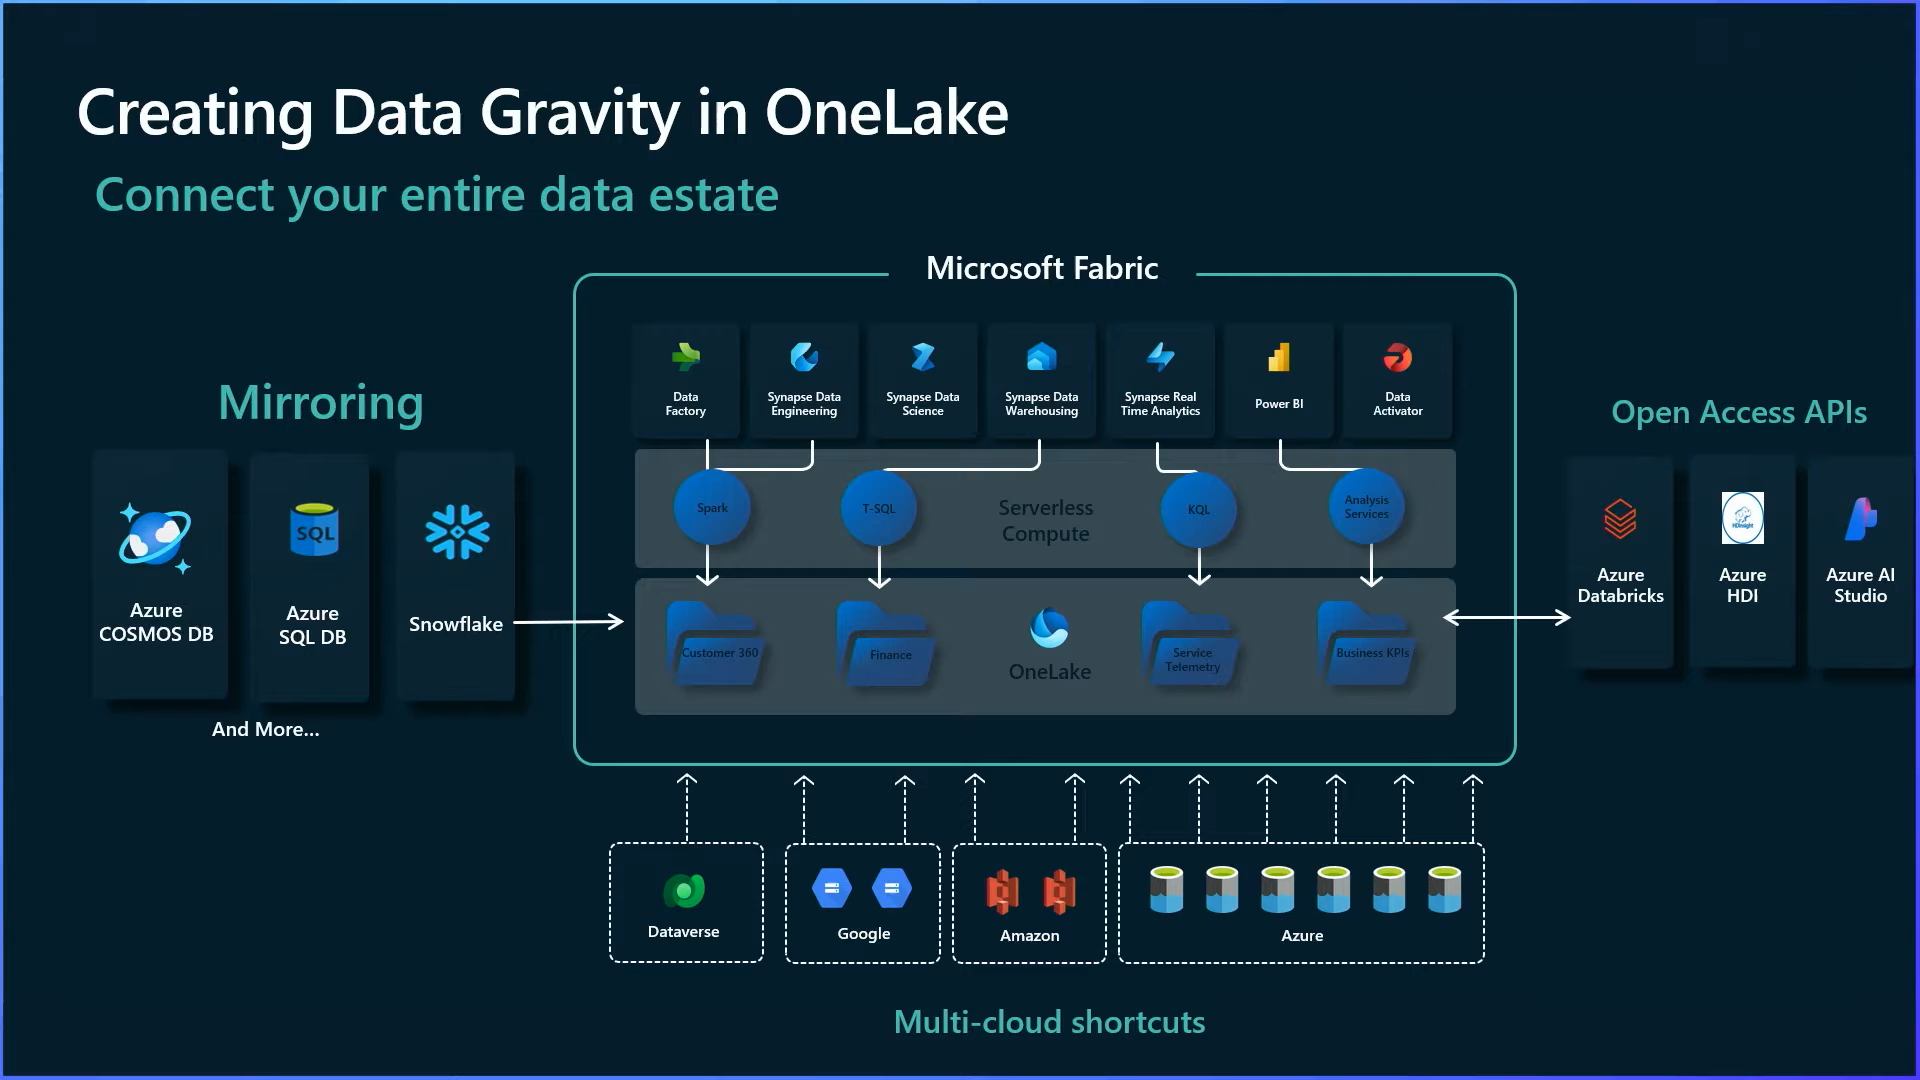 Creating Data Gravity in OneLake
Connect your entire data estate
Microsoft Fabric
Data
Factory
Synapse Data
Engineering
Synapse Data
Science
Synapse Data
Warehousing
Synapse Real
Time Analytics
Power BI
Data
Activator
Mirroring
Azure
COSMOS DB
SQL
Azure
SQL DB
Snowflake
And More...
Spark
T-SQL
Serverless
Compute
KQL
Analysis
Services
Customer 360
Finance
OneLake
Service
Telemetry
Business KPIs
Open Access APIs
Azure
Databricks
HDInsight
Azure
HDI
Azure AI
Studio
Dataverse
Google
Amazon
Azure
Multi-cloud shortcuts